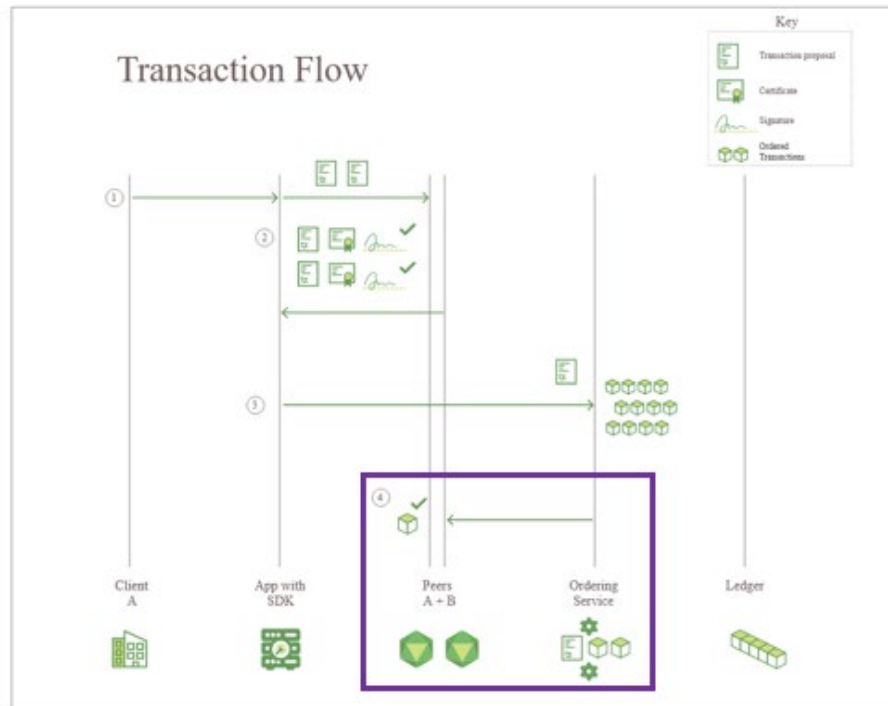 Key
Transaction proposal
Certificate
Signature
Ordered
Transactions
Transaction Flow
1
2
3
4
Client
A
App with
SDK
Peers
A + B
Ordering
Service
Ledger